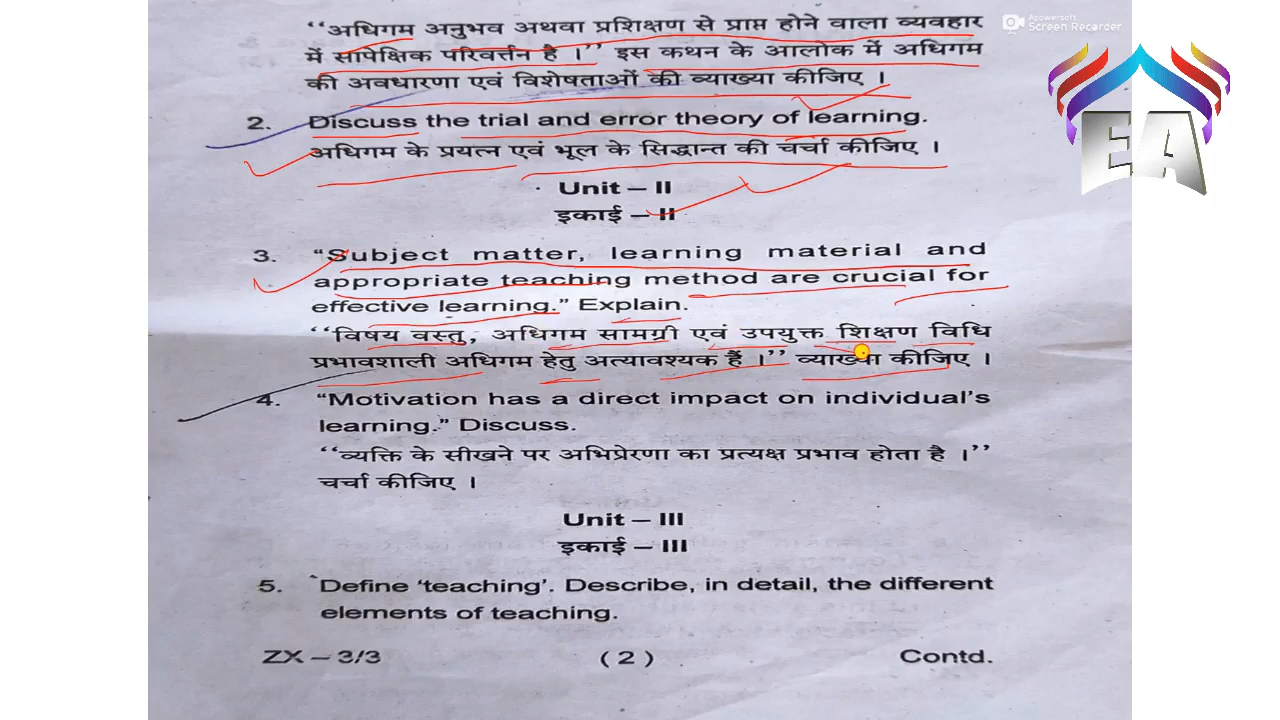 ‘‘अधिगम अनुभव अथवा प्रशिक्षण से प्राप्त होने वाला व्यवहार
में सापेक्षिक परिवर्त्तन है ।’’ इस कथन के आलोक में अधिगम
की अवधारणा एवं विशेषताओं की व्याख्या कीजिए ।
2. Discuss the trial and error theory of learning.
अधिगम के प्रयत्न एवं भूल के सिद्धान्त की चर्चा कीजिए ।
Unit – II
इकाई – II
3. “Subject matter, learning material and
appropriate teaching method are crucial for
effective learning.” Explain.
‘‘विषय वस्तु, अधिगम सामग्री एवं उपयुक्त शिक्षण विधि
प्रभावशाली अधिगम हेतु अत्यावश्यक हैं ।’’ व्याख्या कीजिए ।
4. “Motivation has a direct impact on individual’s
learning.” Discuss.
‘‘व्यक्ति के सीखने पर अभिप्रेरणा का प्रत्यक्ष प्रभाव होता है ।’’
चर्चा कीजिए ।
Unit – III
इकाई – III
5. Define ‘teaching’. Describe, in detail, the different
elements of teaching.
ZX – 3/3 (2) Contd.
Apowersoft
Screen Recorder
EA